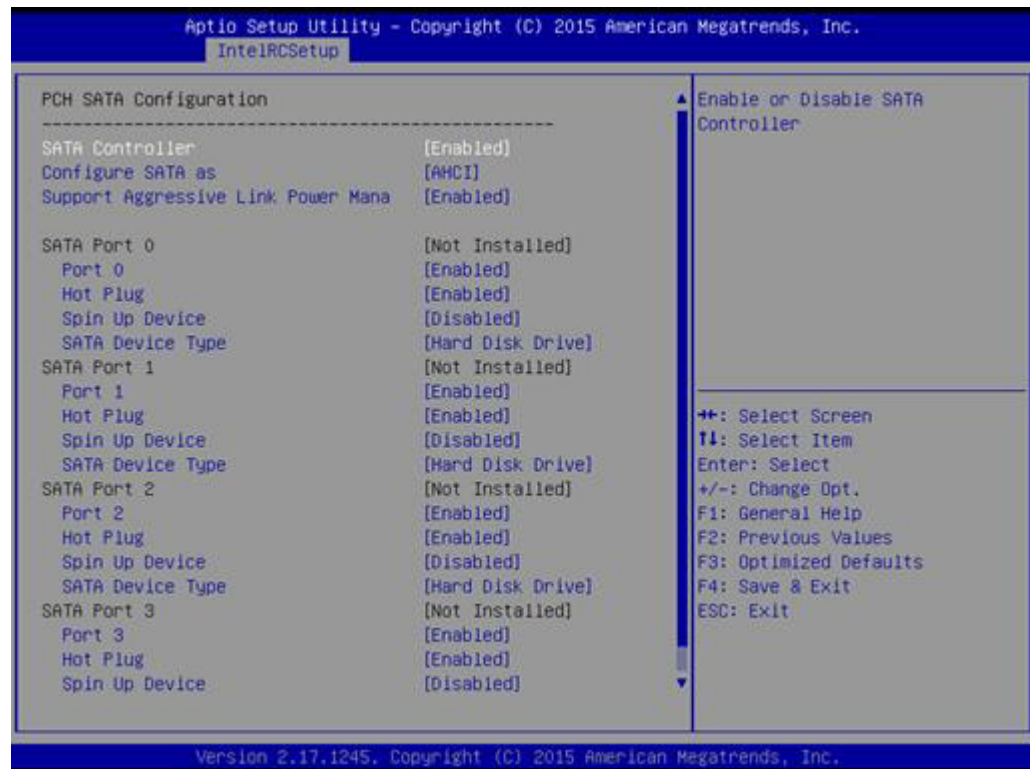 Aptio Setup Utility - Copyright (C) 2015 American Megatrends, Inc.
IntelRCSetup
PCH SATA Configuration
--------------------------------------------------
SATA Controller [Enabled]
Configure SATA as [AHCI]
Support Aggressive Link Power Mana [Enabled]
SATA Port 0 [Not Installed]
Port 0 [Enabled]
Hot Plug [Enabled]
Spin Up Device [Disabled]
SATA Device Type [Hard Disk Drive]
SATA Port 1 [Not Installed]
Port 1 [Enabled]
Hot Plug [Enabled]
Spin Up Device [Disabled]
SATA Device Type [Hard Disk Drive]
SATA Port 2 [Not Installed]
Port 2 [Enabled]
Hot Plug [Enabled]
Spin Up Device [Disabled]
SATA Device Type [Hard Disk Drive]
SATA Port 3 [Not Installed]
Port 3 [Enabled]
Hot Plug [Enabled]
Spin Up Device [Disabled]
Enable or Disable SATA
Controller
→←: Select Screen
↑↓: Select Item
Enter: Select
+/-: Change Opt.
F1: General Help
F2: Previous Values
F3: Optimized Defaults
F4: Save & Exit
ESC: Exit
Version 2.17.1245. Copyright (C) 2015 American Megatrends, Inc.